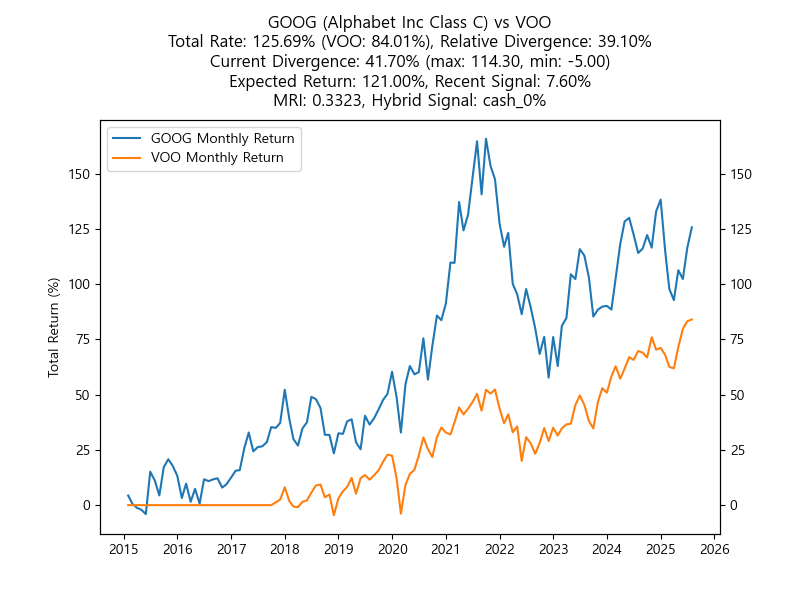 GOOG (Alphabet Inc Class C) vs VOO
Total Rate: 125.69% (VOO: 84.01%), Relative Divergence: 39.10%
Current Divergence: 41.70% (max: 114.30, min: -5.00)
Expected Return: 121.00%, Recent Signal: 7.60%
MRI: 0.3323, Hybrid Signal: cash_0%
GOOG Monthly Return
VOO Monthly Return
Total Return (%)
150 150
125 125
100 100
75 75
50 50
25 25
0 0
2015 2016 2017 2018 2019 2020 2021 2022 2023 2024 2025 2026